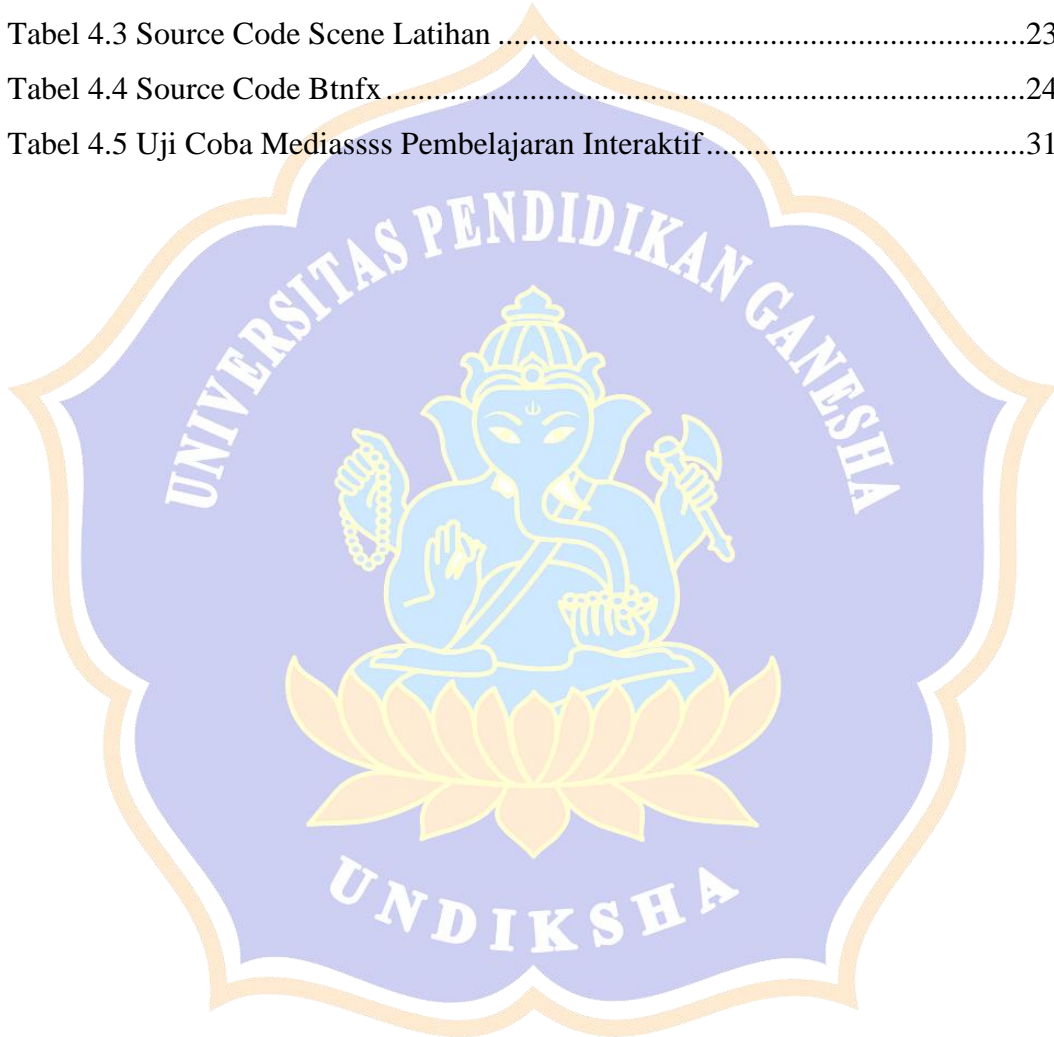 Tabel 4.3 Source Code Scene Latihan ..................................................................23
Tabel 4.4 Source Code Btnfx ................................................................................24
Tabel 4.5 Uji Coba Mediassss Pembelajaran Interaktif ........................................31
UNIVERSITAS PENDIDIKAN GANESHA
UNDIKSHA